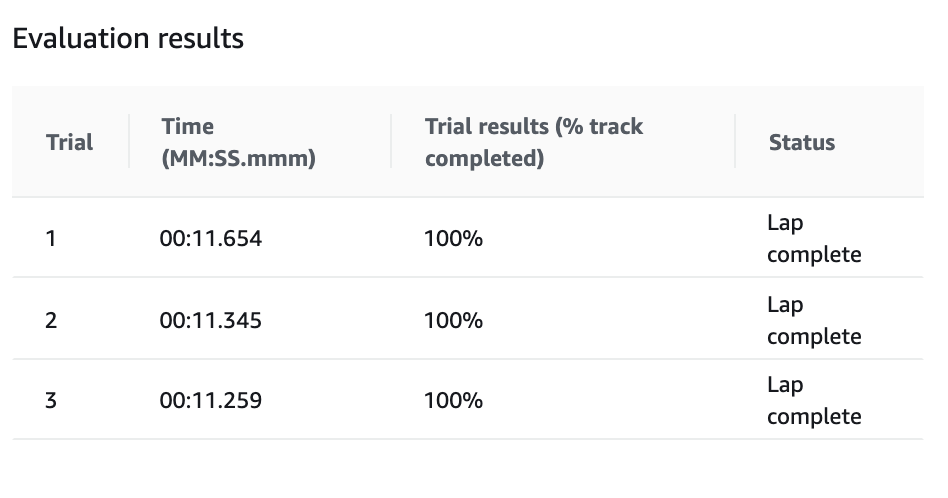 Evaluation results
Trial
Time
(MM:SS.mmm)
Trial results (% track
completed)
Status
1
00:11.654
100%
Lap
complete
2
00:11.345
100%
Lap
complete
3
00:11.259
100%
Lap
complete